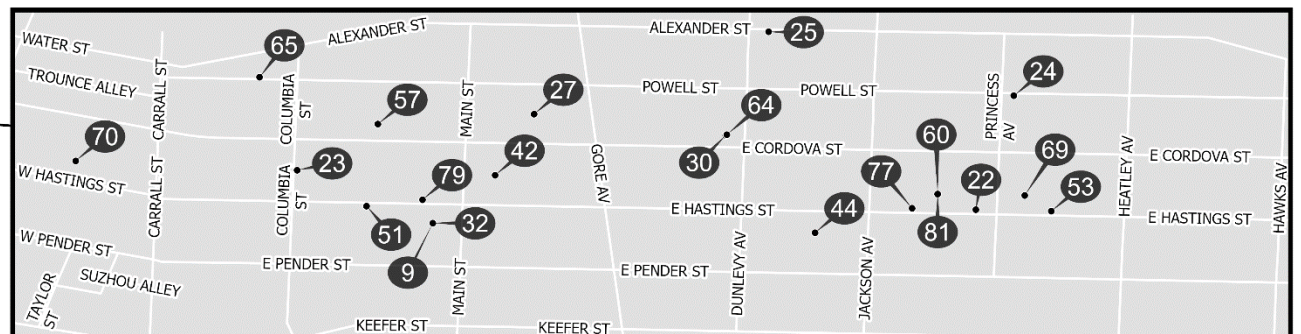 ALEXANDER ST
ALEXANDER ST
25
WATER ST
65
TROUNCE ALLEY
CARRALL ST
COLUMBIA ST
57
MAIN ST
27
POWELL ST
POWELL ST
64
PRINCESS AV
24
70
23
42
GORE AV
30
E CORDOVA ST
60
69
E CORDOVA ST
HEATLEY AV
W HASTINGS ST
CARRALL ST
COLUMBIA ST
79
77
22
53
HAWKS AV
51
32
E HASTINGS ST
44
81
E HASTINGS ST
W PENDER ST
E PENDER ST
9
MAIN ST
E PENDER ST
DUNLEVY AV
JACKSON AV
SUZHOU ALLEY
TAYLOR ST
KEEFER ST
KEEFER ST